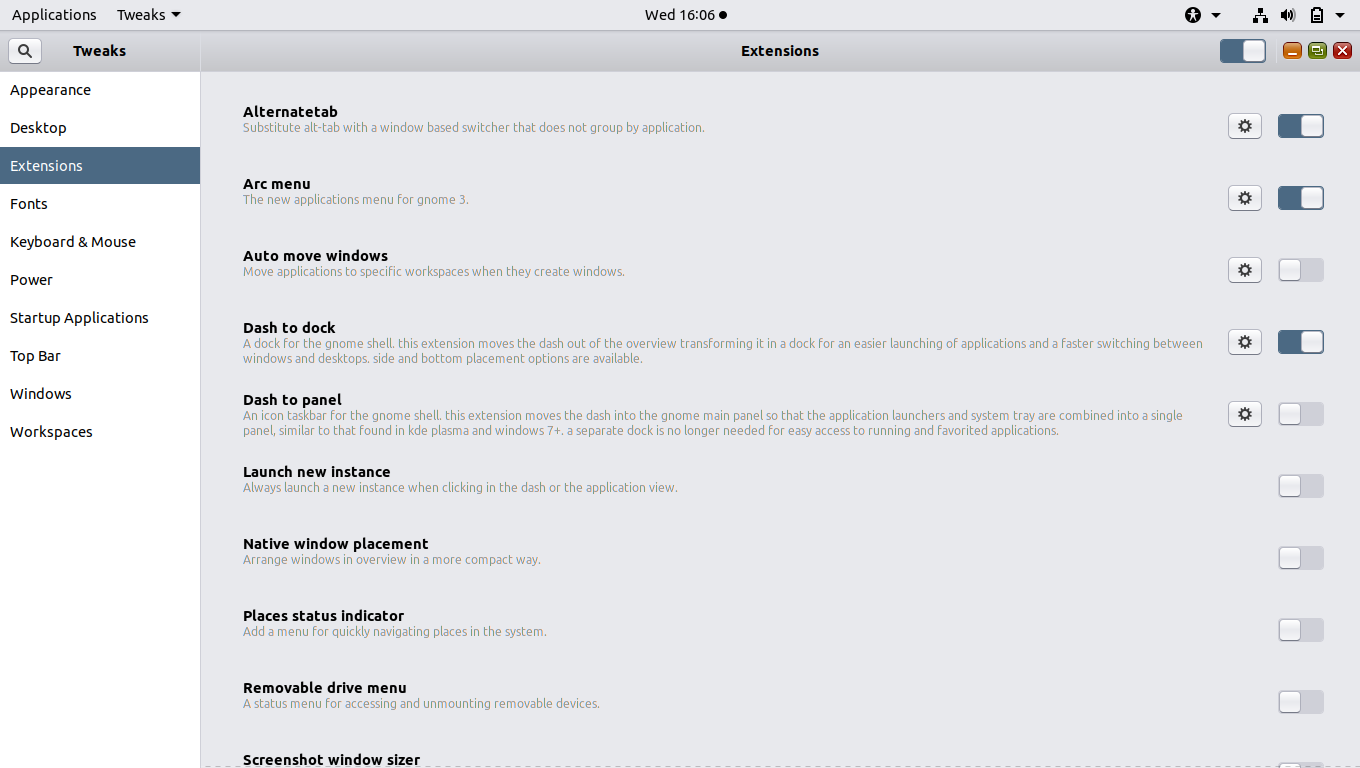 Applications Tweaks Wed 16:06
Tweaks Extensions
Appearance
Desktop
Extensions
Fonts
Keyboard & Mouse
Power
Startup Applications
Top Bar
Windows
Workspaces
Alternatetab
Substitute alt-tab with a window based switcher that does not group by application.
Arc menu
The new applications menu for gnome 3.
Auto move windows
Move applications to specific workspaces when they create windows.
Dash to dock
A dock for the gnome shell. this extension moves the dash out of the overview transforming it in a dock for an easier launching of applications and a faster switching between
windows and desktops. side and bottom placement options are available.
Dash to panel
An icon taskbar for the gnome shell. this extension moves the dash into the gnome main panel so that the application launchers and system tray are combined into a single
panel, similar to that found in kde plasma and windows 7+. a separate dock is no longer needed for easy access to running and favorited applications.
Launch new instance
Always launch a new instance when clicking in the dash or the application view.
Native window placement
Arrange windows in overview in a more compact way.
Places status indicator
Add a menu for quickly navigating places in the system.
Removable drive menu
A status menu for accessing and unmounting removable devices.
Screenshot window sizer